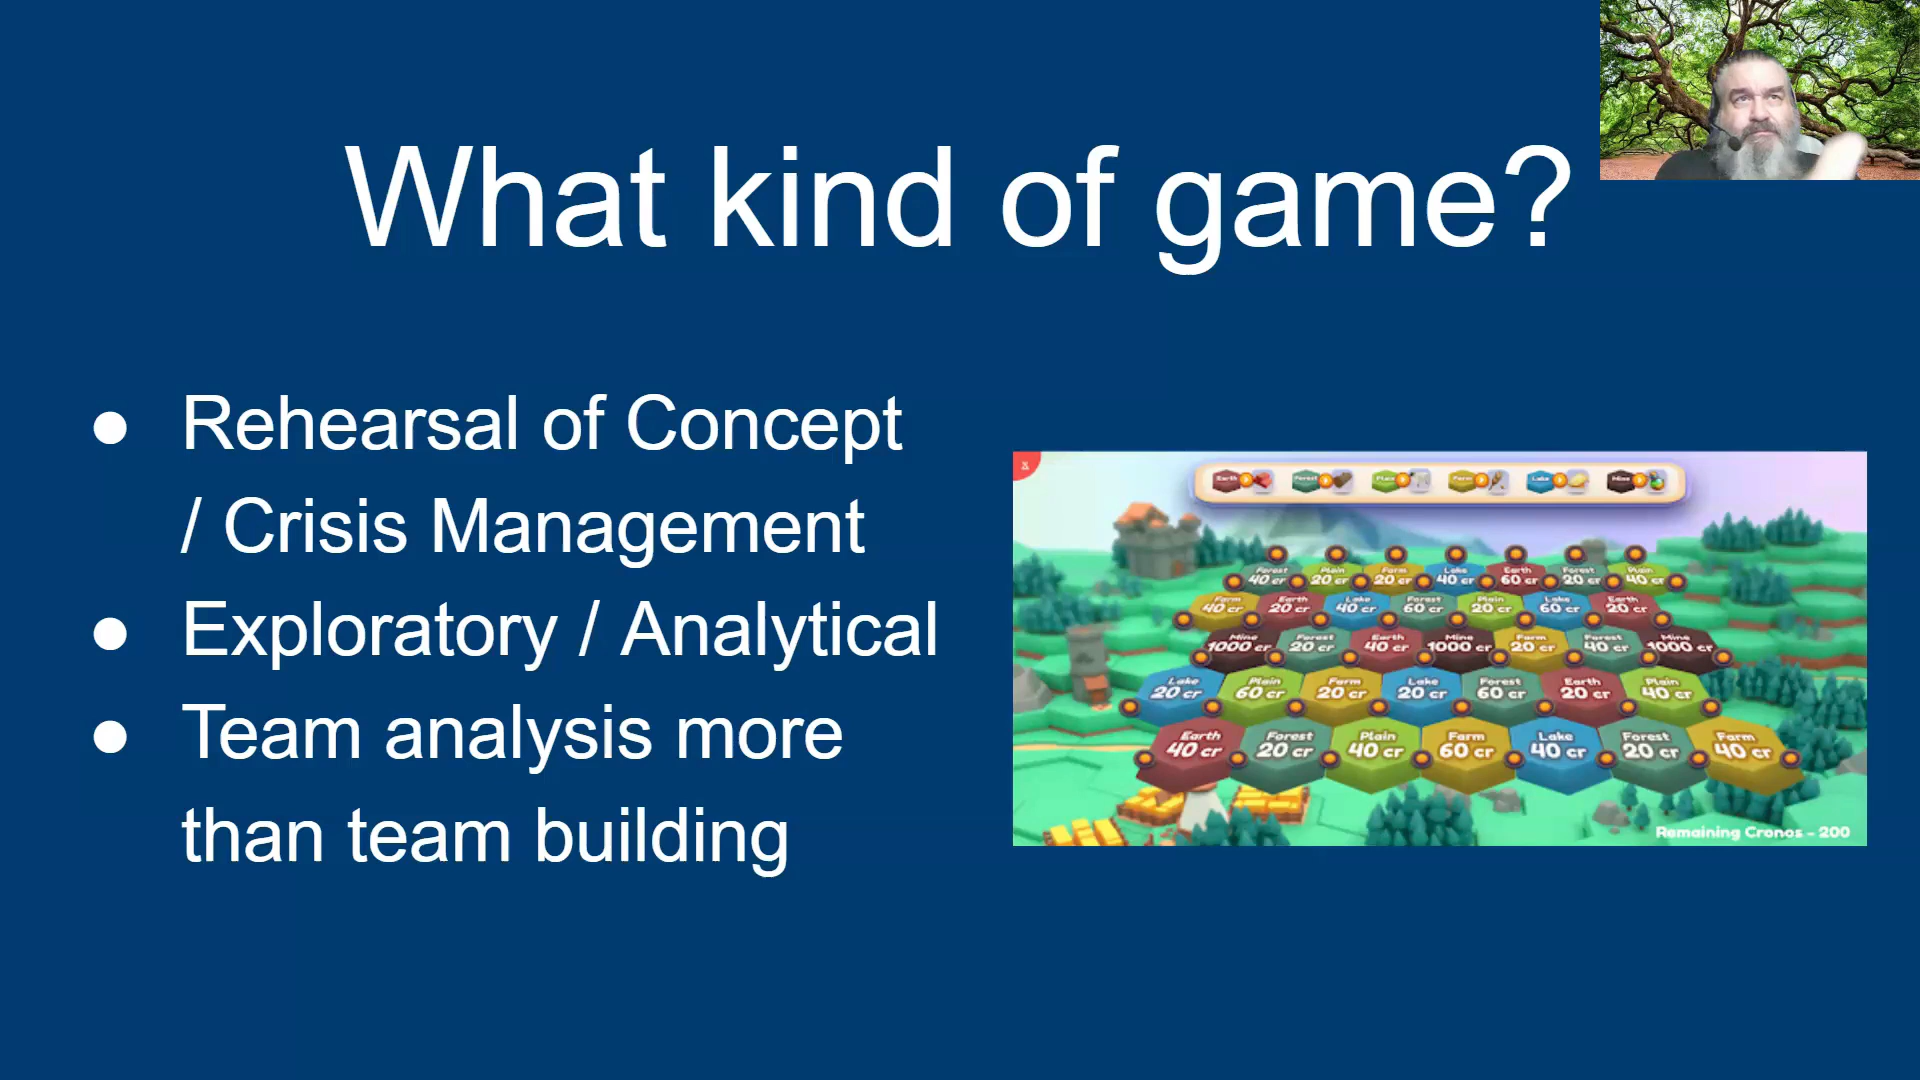 What kind of game?
Rehearsal of Concept
/ Crisis Management
Exploratory / Analytical
Team analysis more
than team building
Earth Forest Plain Farm Lake Mine
Forest Plain Farm Lake Earth Forest Plain
40 cr 20 cr 20 cr 40 cr 60 cr 20 cr 40 cr
Farm Earth Lake Forest Plain Lake Earth
40 cr 20 cr 40 cr 60 cr 20 cr 60 cr 20 cr
Mine Forest Earth Mine Farm Forest Mine
1000 cr 20 cr 40 cr 1000 cr 20 cr 40 cr 1000 cr
Lake Plain Farm Lake Forest Earth Plain
20 cr 60 cr 20 cr 20 cr 60 cr 20 cr 40 cr
Earth Forest Plain Farm Lake Forest Farm
40 cr 20 cr 40 cr 60 cr 40 cr 20 cr 40 cr
Remaining Cronos - 200